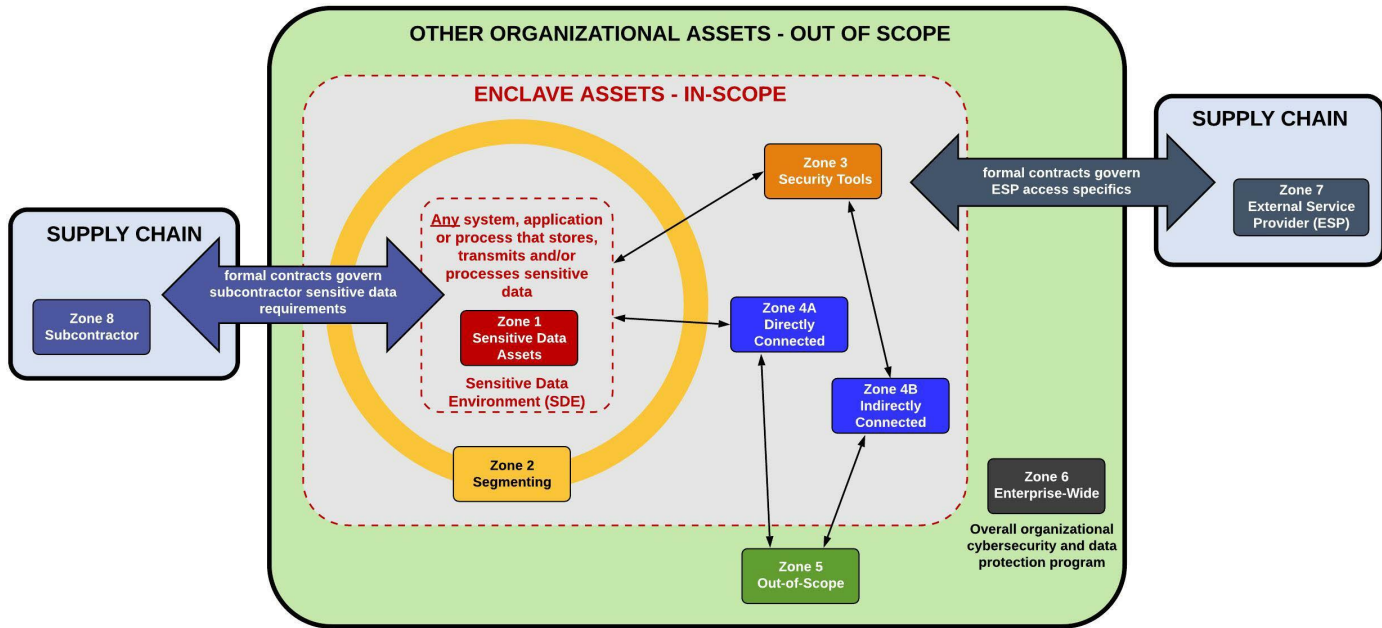 OTHER ORGANIZATIONAL ASSETS - OUT OF SCOPE
ENCLAVE ASSETS - IN-SCOPE
SUPPLY CHAIN
Zone 8
Subcontractor
formal contracts govern
subcontractor sensitive data
requirements
Any system, application
or process that stores,
transmits and/or
processes sensitive
data
Zone 1
Sensitive Data
Assets
Sensitive Data
Environment (SDE)
Zone 2
Segmenting
Zone 3
Security Tools
Zone 4A
Directly
Connected
Zone 4B
Indirectly
Connected
Zone 5
Out-of-Scope
Zone 6
Enterprise-Wide
Overall organizational
cybersecurity and data
protection program
formal contracts govern
ESP access specifics
SUPPLY CHAIN
Zone 7
External Service
Provider (ESP)